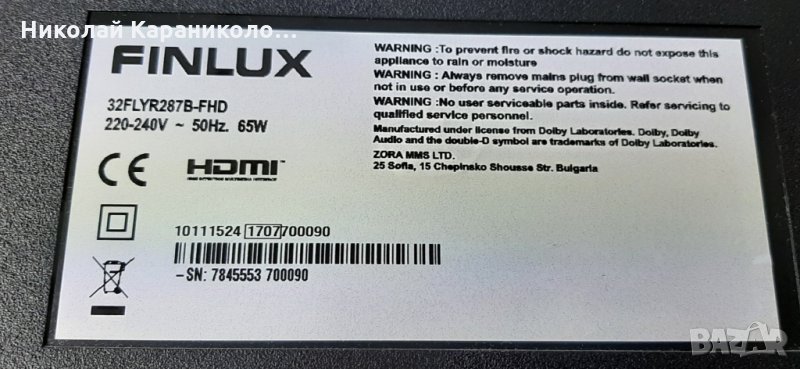 Николай Караниколо…
FINLUX
32FLYR287B-FHD
220-240V ~ 50Hz. 65W
CE HDMI
10111524 1707 700090
-SN: 7845553 700090
WARNING :To prevent fire or shock hazard do not expose this
appliance to rain or moisture
WARNING : Always remove mains plug from wall socket when
not in use or before any service operation.
WARNING :No user serviceable parts inside. Refer servicing to
qualified service personnel.
Manufactured under license from Dolby Laboratories. Dolby, Dolby
Audio and the double-D symbol are trademarks of Dolby Laboratories.
ZORA MMS LTD.
25 Sofia, 15 Chepinsko Shousse Str. Bulgaria
BAZAR